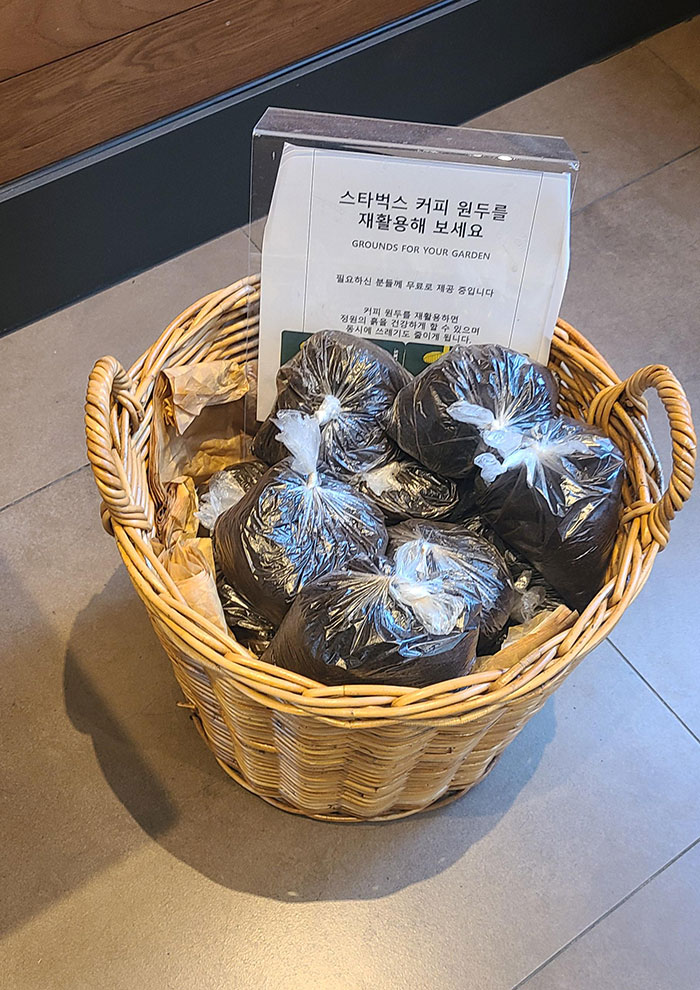 스타벅스 커피 원두를
재활용해 보세요
GROUNDS FOR YOUR GARDEN
필요하신 분들께 무료로 제공 중입니다
커피 원두를 재활용하면
정원의 흙을 건강하게 할 수 있으며
동시에 쓰레기도 줄이게 됩니다.